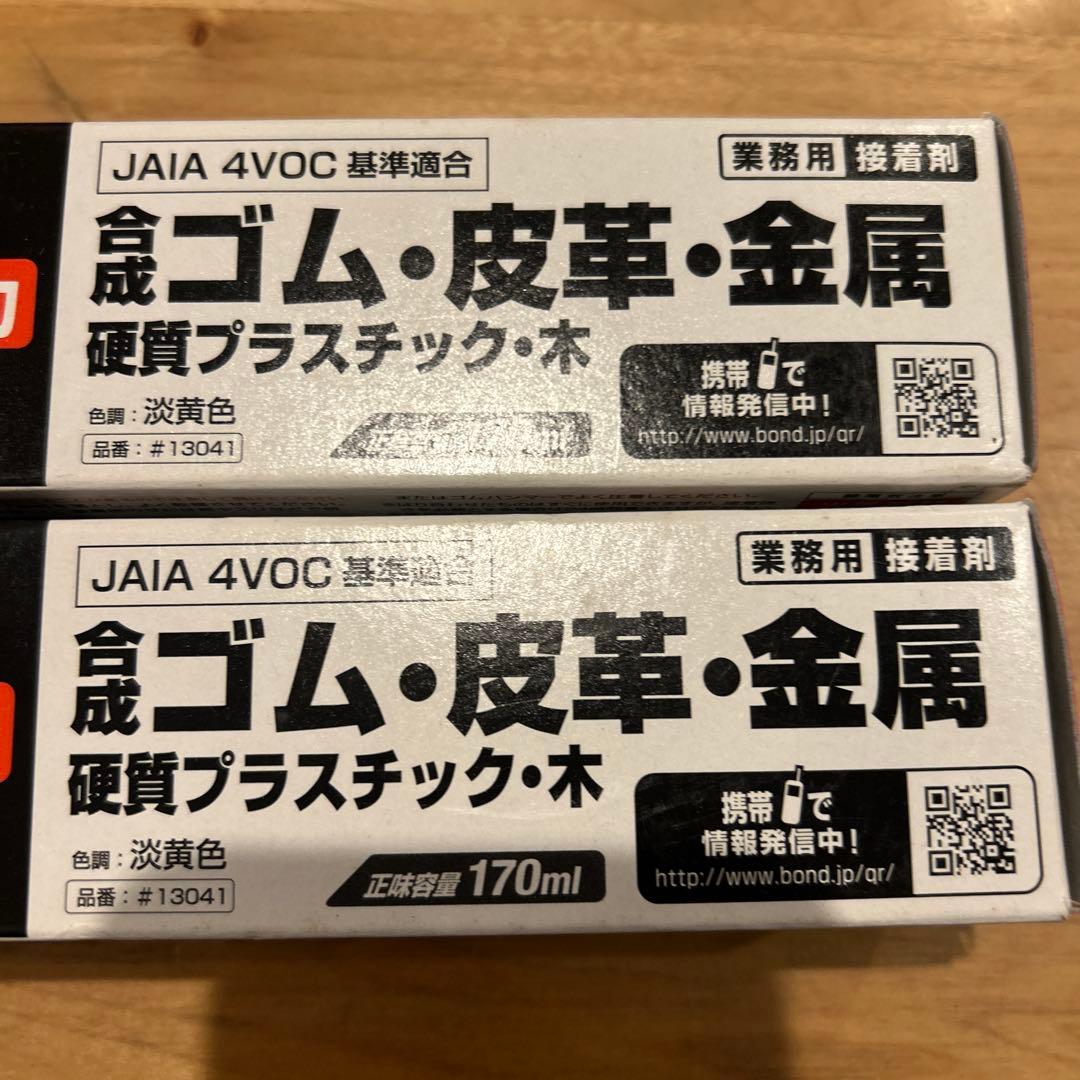 JAIA 4VOC 基準適合
業務用 接着剤
合成ゴム・皮革・金属
硬質プラスチック・木
色調：淡黄色
品番：#13041
携帯で
情報発信中！
http://www.bond.jp/qr/
JAIA 4VOC 基準適合
業務用 接着剤
合成ゴム・皮革・金属
硬質プラスチック・木
色調：淡黄色
品番：#13041
正味容量 170ml
携帯で
情報発信中！
http://www.bond.jp/qr/